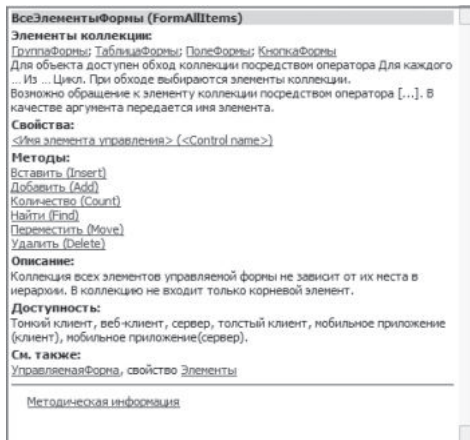 ВсеЭлементыФормы (FormAllItems)
Элементы коллекции:
ГруппаФормы; ТаблицаФормы; ПолеФормы; КнопкаФормы
Для объекта доступен обход коллекции посредством оператора Для каждого
... Из ... Цикл. При обходе выбираются элементы коллекции.
Возможно обращение к элементу коллекции посредством оператора [...]. В
качестве аргумента передается имя элемента.
Свойства:
<Имя элемента управления> (<Control name>)
Методы:
Вставить (Insert)
Добавить (Add)
Количество (Count)
Найти (Find)
Переместить (Move)
Удалить (Delete)
Описание:
Коллекция всех элементов управляемой формы не зависит от их места в
иерархии. В коллекцию не входит только корневой элемент.
Доступность:
Тонкий клиент, веб-клиент, сервер, толстый клиент, мобильное приложение
(клиент), мобильное приложение(сервер).
См. также:
УправляемаяФорма, свойство Элементы
Методическая информация